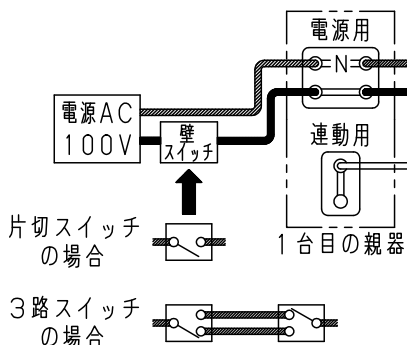 電源用
N
電源AC
100V
壁
スイッチ
連動用
1台目の親器
片切スイッチ
の場合
3路スイッチ
の場合